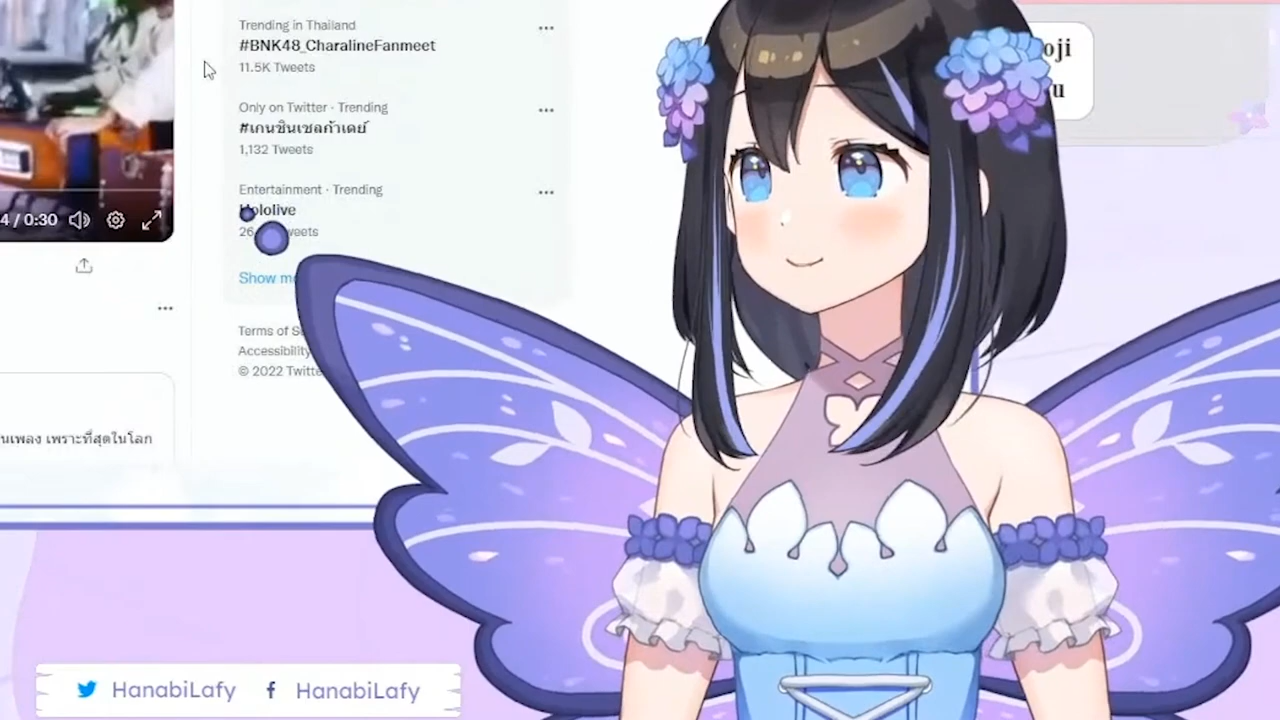 4 / 0:30
Trending in Thailand
#BNK48_CharalineFanmeet
11.5K Tweets
Only on Twitter · Trending
#เกนชินเซลก้าเดย์
1,132 Tweets
Entertainment · Trending
Hololive
26 weets
Show m
Terms of S
Accessibility
© 2022 Twitte
นเพลง เพราะที่สุดในโลก
oji
u
HanabiLafy
HanabiLafy